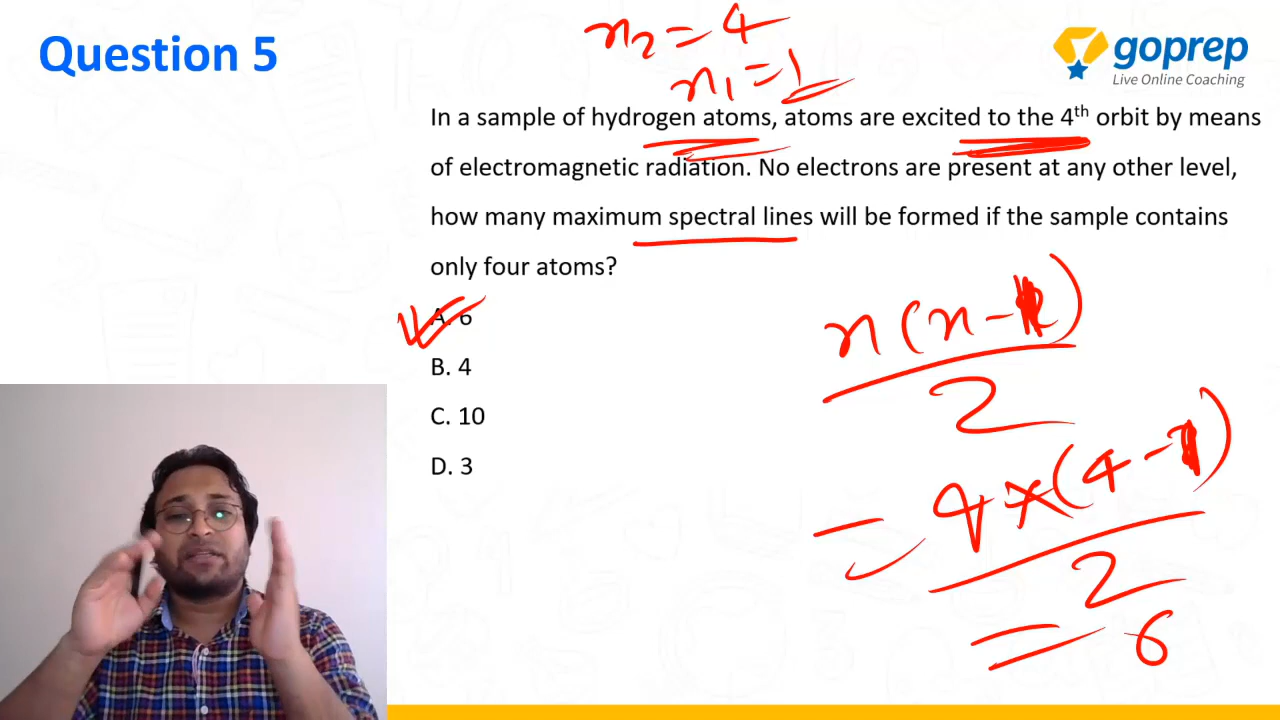 Question 5
n2 = 4
n1 = 1
goprep
Live Online Coaching
In a sample of hydrogen atoms, atoms are excited to the 4th orbit by means
of electromagnetic radiation. No electrons are present at any other level,
how many maximum spectral lines will be formed if the sample contains
only four atoms?
A. 6
B. 4
C. 10
D. 3
n(n-1)
2
= 4×(4-1)
2
= 6